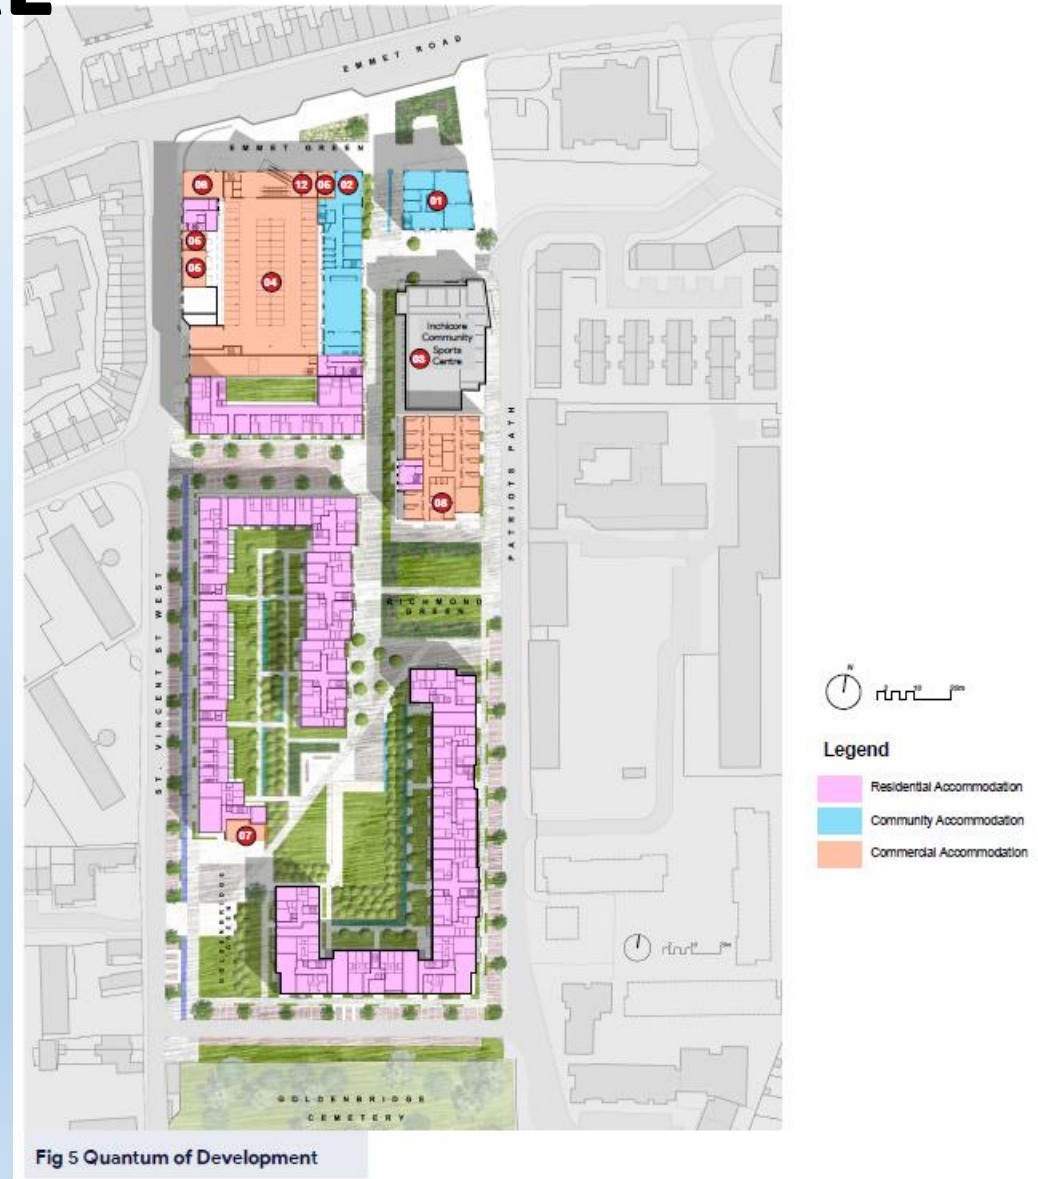 EMMET ROAD
EMMET GREEN
06
12
05
02
01
05
05
04
Inchicore
Community
Sports
Centre
03
PATRIOTS PATH
08
ST. VINCENT ST WEST
RICHMOND
GREEN
07
GOLDENBRIDGE
GOLDENBRIDGE
CEMETERY
N
Legend
Residential Accommodation
Community Accommodation
Commercial Accommodation
Fig 5 Quantum of Development